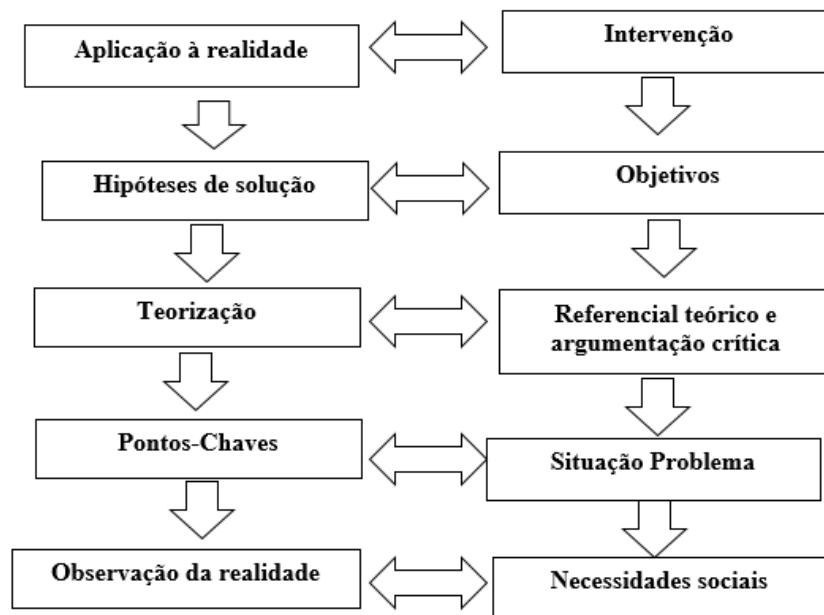 Aplicação à realidade
Intervenção
Hipóteses de solução
Objetivos
Teorização
Referencial teórico e
argumentação crítica
Pontos-Chaves
Situação Problema
Observação da realidade
Necessidades sociais